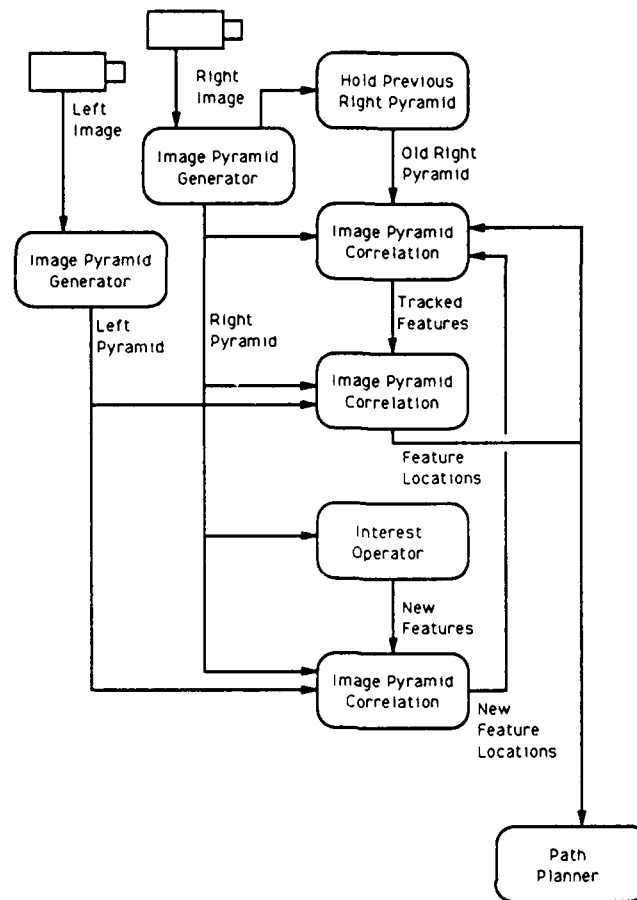 Left
Image
Right
Image
Hold Previous
Right Pyramid
Image Pyramid
Generator
Old Right
Pyramid
Image Pyramid
Generator
Image Pyramid
Correlation
Left
Pyramid
Right
Pyramid
Tracked
Features
Image Pyramid
Correlation
Feature
Locations
Interest
Operator
New
Features
Image Pyramid
Correlation
New
Feature
Locations
Path
Planner